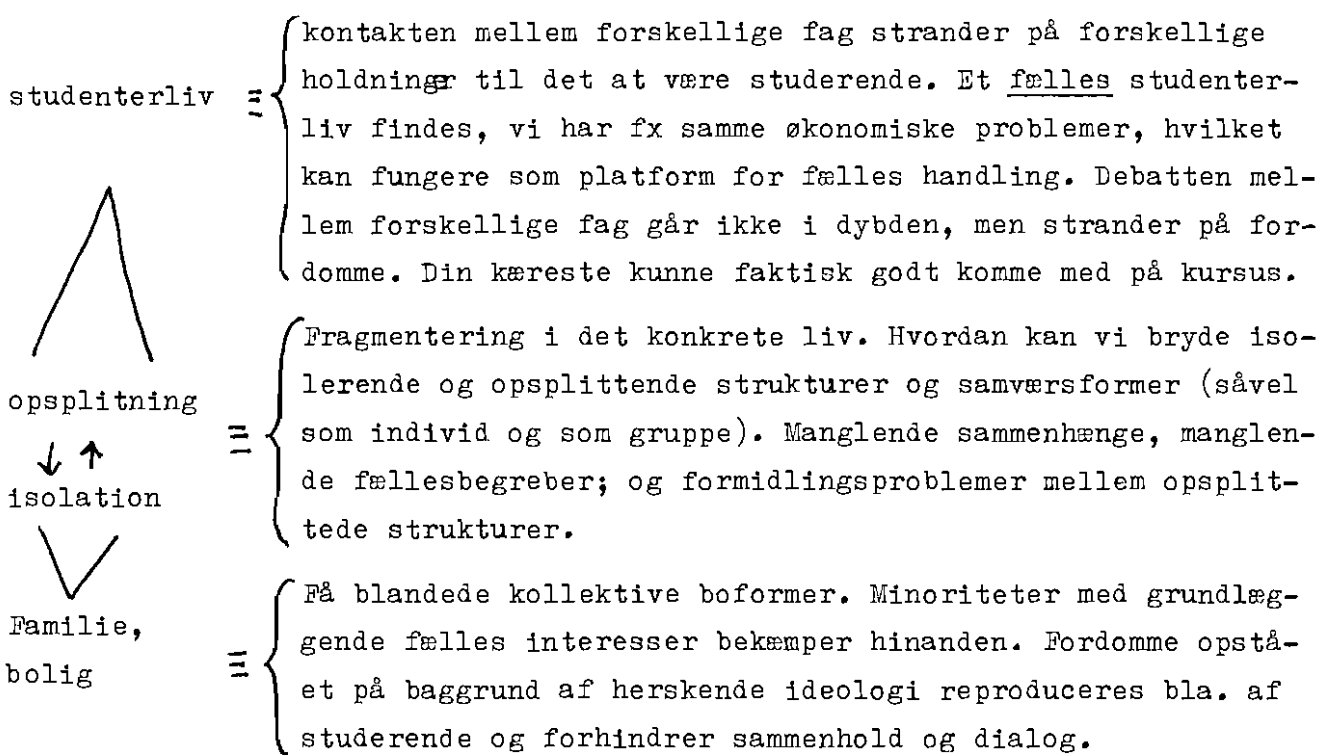 kontakten mellem forskellige fag strander på forskellige
studenterliv = holdninger til det at være studerende. Et fælles studenter-
liv findes, vi har fx samme økonomiske problemer, hvilket
kan fungere som platform for fælles handling. Debatten mel-
lem forskellige fag går ikke i dybden, men strander på for-
domme. Din kæreste kunne faktisk godt komme med på kursus.
Fragmentering i det konkrete liv. Hvordan kan vi bryde iso-
lerende og opsplittende strukturer og samværsformer (såvel
opsplitning
= som individ og som gruppe). Manglende sammenhænge, manglen-
de fællesbegreber; og formidlingsproblemer mellem opsplit-
isolation
tede strukturer.
Få blandede kollektive boformer. Minoriteter med grundlæg-
Familie,
gende fælles interesser bekæmper hinanden. Fordomme opstå-
bolig = et på baggrund af herskende ideologi reproduceres bla. af
studerende og forhindrer sammenhold og dialog.